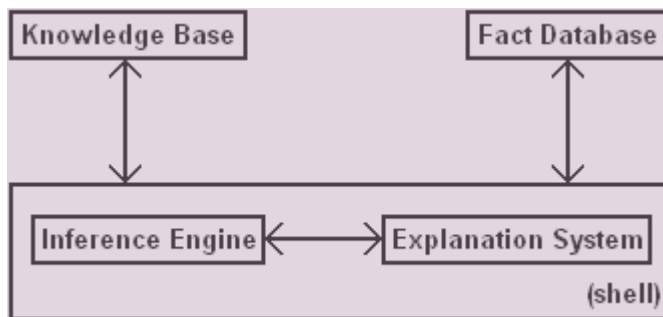 Knowledge Base
Fact Database
Inference Engine
Explanation System
(shell)